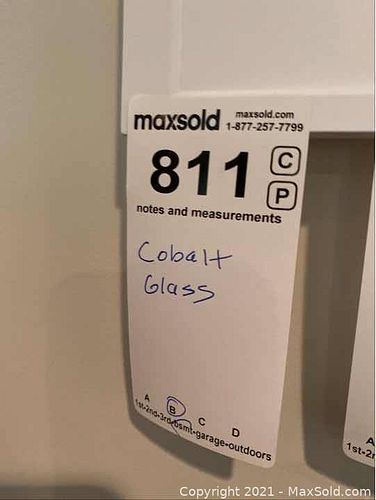 maxsold maxsold.com
1-877-257-7799
811 C
P
notes and measurements
Cobalt
Glass
A B C D
1st-2nd-3rd-bsmt-garage-outdoors
A
1st-2
Copyright © 2021 - MaxSold.com